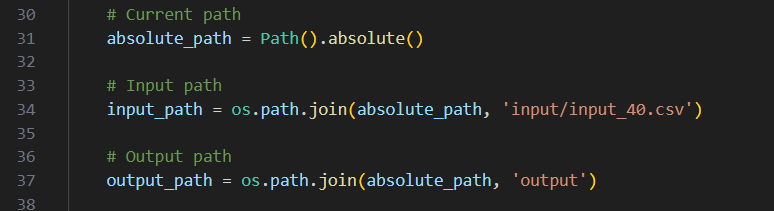 30 # Current path
31 absolute_path = Path().absolute()
32
33 # Input path
34 input_path = os.path.join(absolute_path, 'input/input_40.csv')
35
36 # Output path
37 output_path = os.path.join(absolute_path, 'output')
38